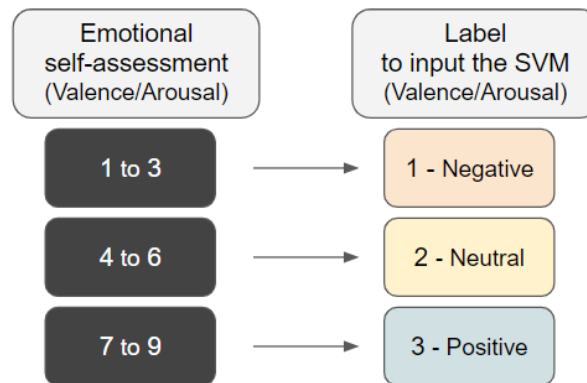 Emotional
self-assessment
(Valence/Arousal)
Label
to input the SVM
(Valence/Arousal)
1 to 3
1 - Negative
4 to 6
2 - Neutral
7 to 9
3 - Positive